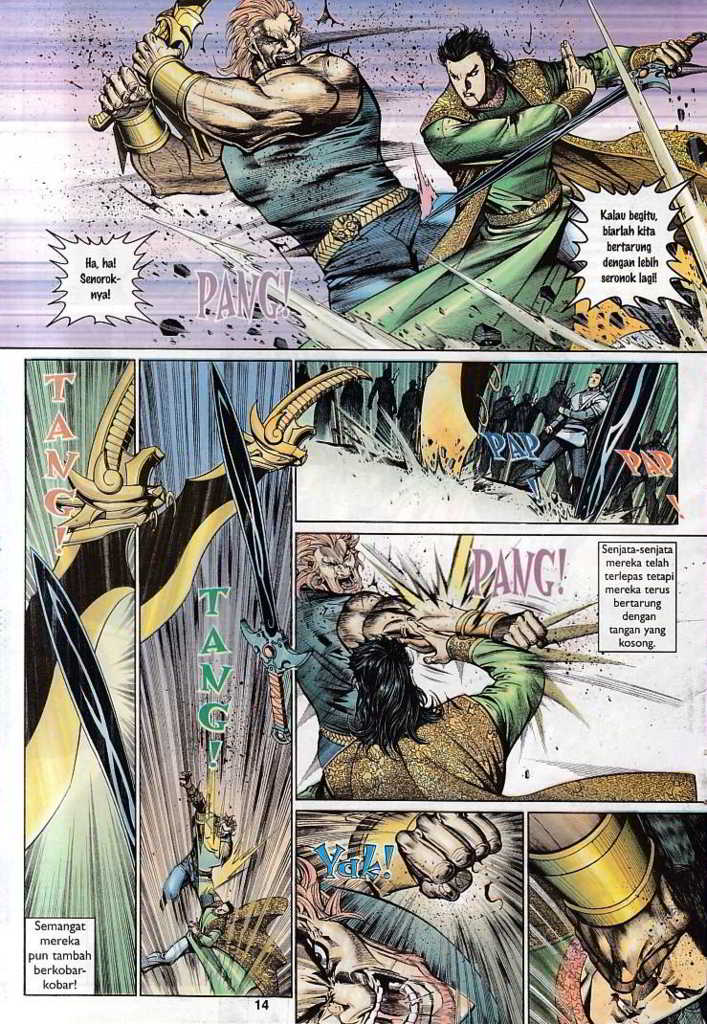 Ha, ha!
Senorok-
nya!
PANG!
Kalau begitu,
biarlah kita
bertarung
dengan lebih
seronok lagi!
TANG!
Semangat
mereka
pun tambah
berkobar-
kobar!
TANG!
PAP
!
PAP
!
PANG!
Senjata-senjata
mereka telah
terlepas tetapi
mereka terus
bertarung
dengan
tangan yang
kosong.
Yak!
14